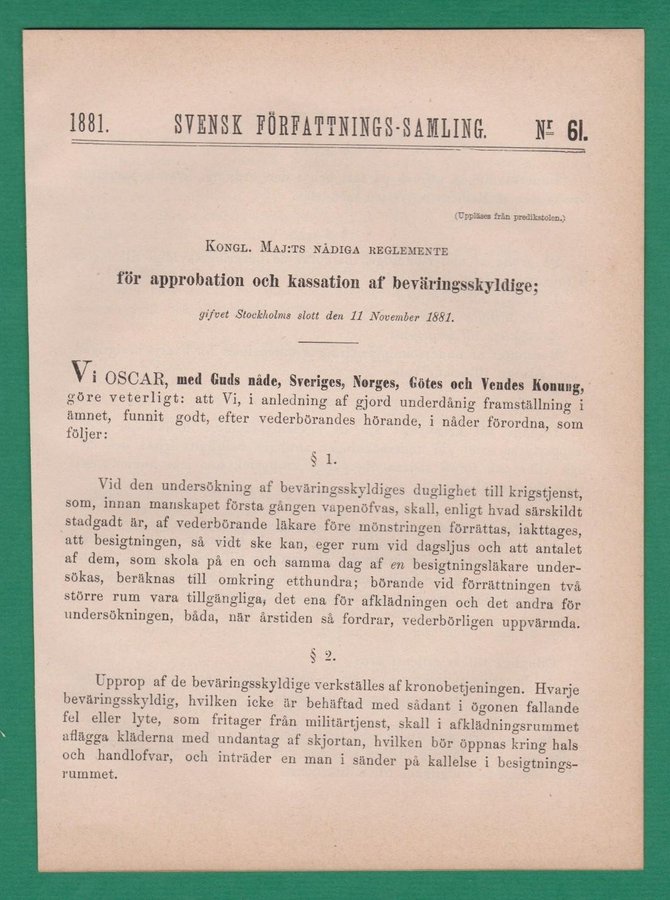 1881. SVENSK FÖRFATTNINGS-SAMLING. Nr 61.
(Uppläses från predikstolen.)
KONGL. MAJ:TS NÅDIGA REGLEMENTE
för approbation och kassation af beväringsskyldige;
gifvet Stockholms slott den 11 November 1881.
Vi OSCAR, med Guds nåde, Sveriges, Norges, Götes och Vendes Konung,
göre veterligt: att Vi, i anledning af gjord underdånig framställning i
ämnet, funnit godt, efter vederbörandes hörande, i nåder förordna, som
följer:
§ 1.
Vid den undersökning af beväringsskyldiges duglighet till krigstjenst,
som, innan manskapet första gången vapenöfvas, skall, enligt hvad särskildt
stadgadt är, af vederbörande läkare före mönstringen förrättas, iakttages,
att besigtningen, så vidt ske kan, eger rum vid dagsljus och att antalet
af dem, som skola på en och samma dag af en besigtningsläkare under-
sökas, beräknas till omkring etthundra; börande vid förrättningen två
större rum vara tillgängliga, det ena för afklädningen och det andra för
undersökningen, båda, när årstiden så fordrar, vederbörligen uppvärmda.
§ 2.
Upprop af de beväringsskyldige verkställes af kronobetjeningen. Hvarje
beväringsskyldig, hvilken icke är behäftad med sådant i ögonen fallande
fel eller lyte, som fritager från militärtjenst, skall i afklädningsrummet
aflägga kläderna med undantag af skjortan, hvilken bör öppnas kring hals
och handlofvar, och inträder en man i sänder på kallelse i besigtnings-
rummet.